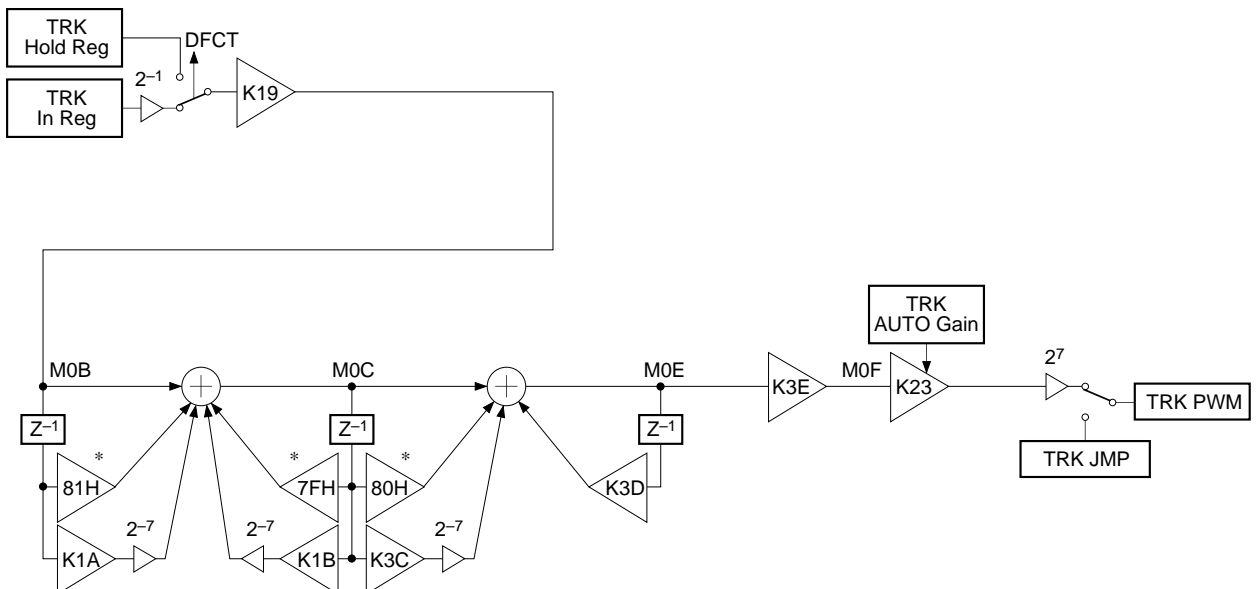 TRK
Hold Reg
DFCT
2–1
TRK
In Reg
K19
TRK
AUTO Gain
M0B
M0C
M0E
K3E
M0F
K23
27
TRK PWM
Z–1
Z–1
Z–1
TRK JMP
*
*
*
81H
7FH
80H
K3D
2–7
2–7
2–7
K1A
K1B
K3C